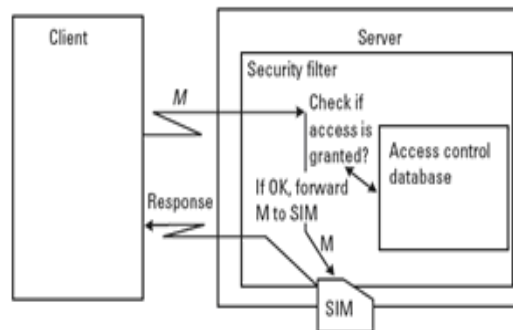 Client
Server
Security filter
M
Check if
access is
granted?
Access control
database
If OK, forward
M to SIM
Response
M
SIM